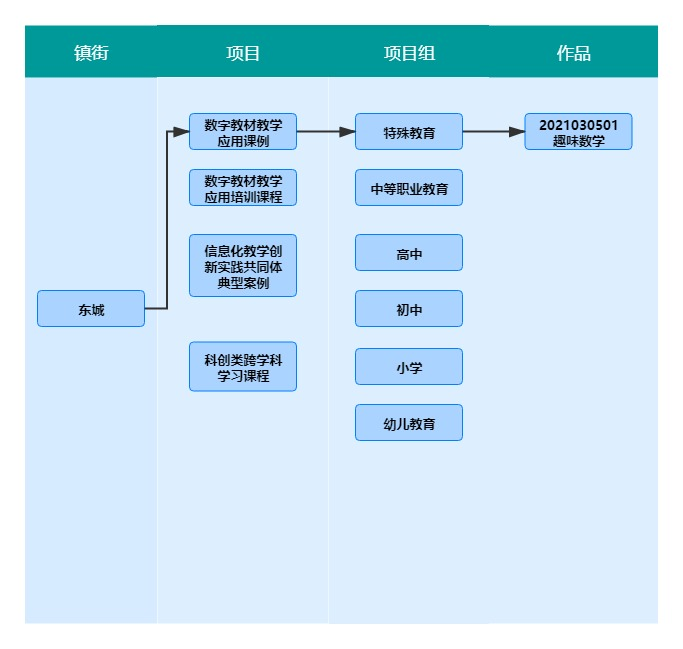 镇街
项目
项目组
作品
数字教材教学
应用课例
特殊教育
2021030501
趣味数学
数字教材教学
应用培训课程
中等职业教育
信息化教学创
新实践共同体
典型案例
高中
东城
初中
科创类跨学科
学习课程
小学
幼儿教育